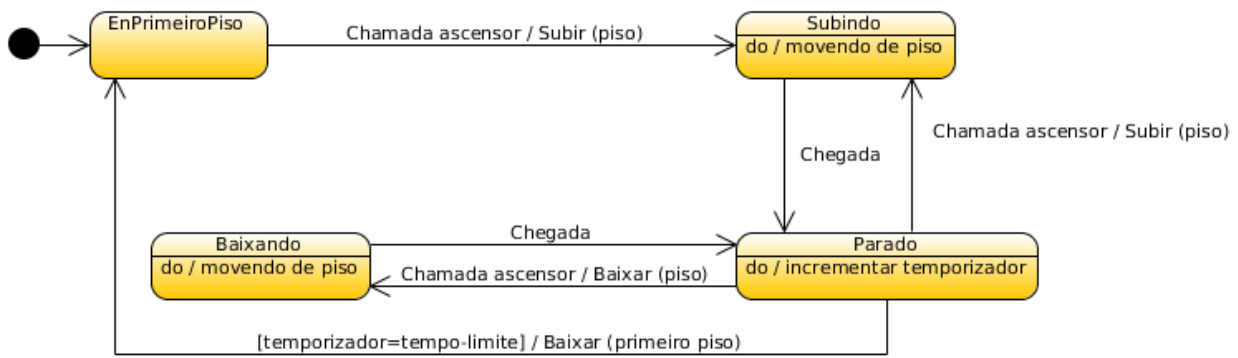 EnPrimeiroPiso
Chamada ascensor / Subir (piso)
Subindo
do / movendo de piso
Chamada ascensor / Subir (piso)
Chegada
Baixando
do / movendo de piso
Chegada
Chamada ascensor / Baixar (piso)
Parado
do / incrementar temporizador
[temporizador=tempo-limite] / Baixar (primeiro piso)